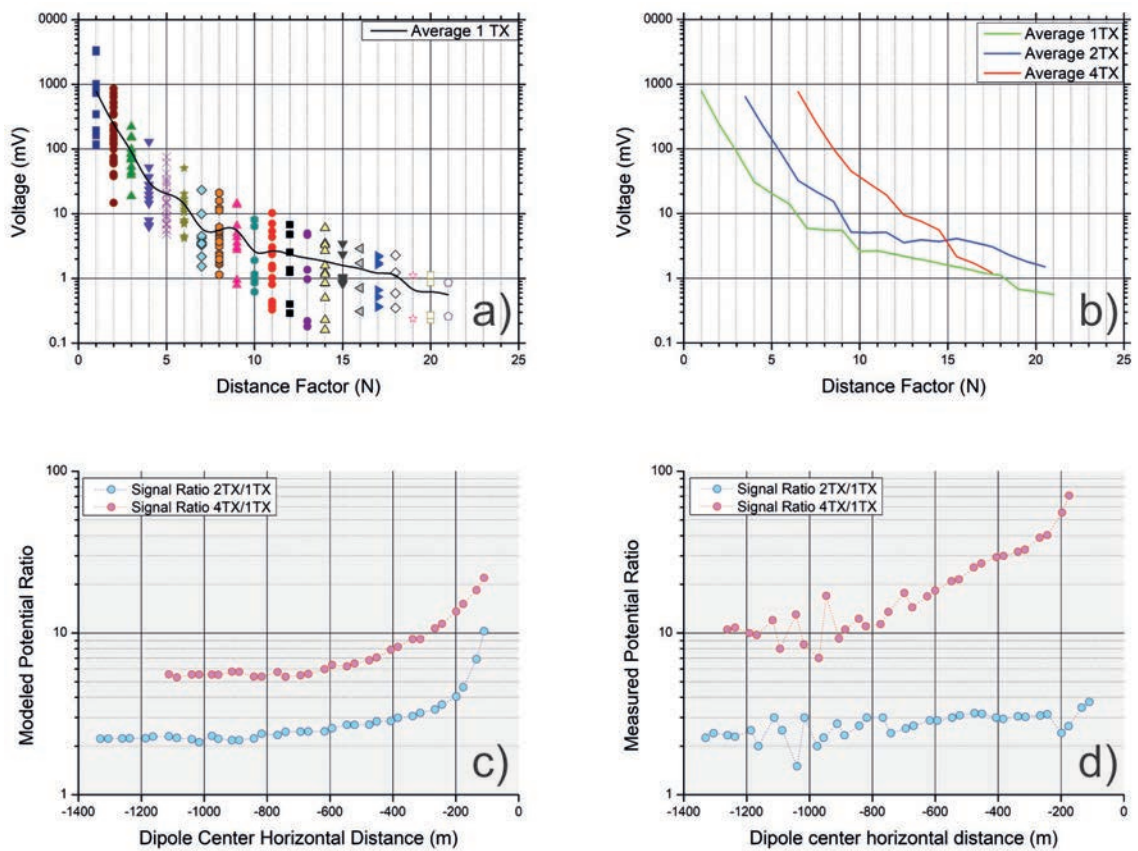 0000
1000
100
10
1
0.1
Voltage (mV)
Average 1 TX
a)
0 5 10 15 20 25
Distance Factor (N)
0000
1000
100
10
1
0.1
Voltage (mV)
Average 1TX
Average 2TX
Average 4TX
b)
0 5 10 15 20 25
Distance Factor (N)
100
10
1
Modeled Potential Ratio
Signal Ratio 2TX/1TX
Signal Ratio 4TX/1TX
c)
-1400 -1200 -1000 -800 -600 -400 -200 0
Dipole Center Horizontal Distance (m)
100
10
1
Measured Potential Ratio
Signal Ratio 2TX/1TX
Signal Ratio 4TX/1TX
d)
-1400 -1200 -1000 -800 -600 -400 -200 0
Dipole center horizontal distance (m)